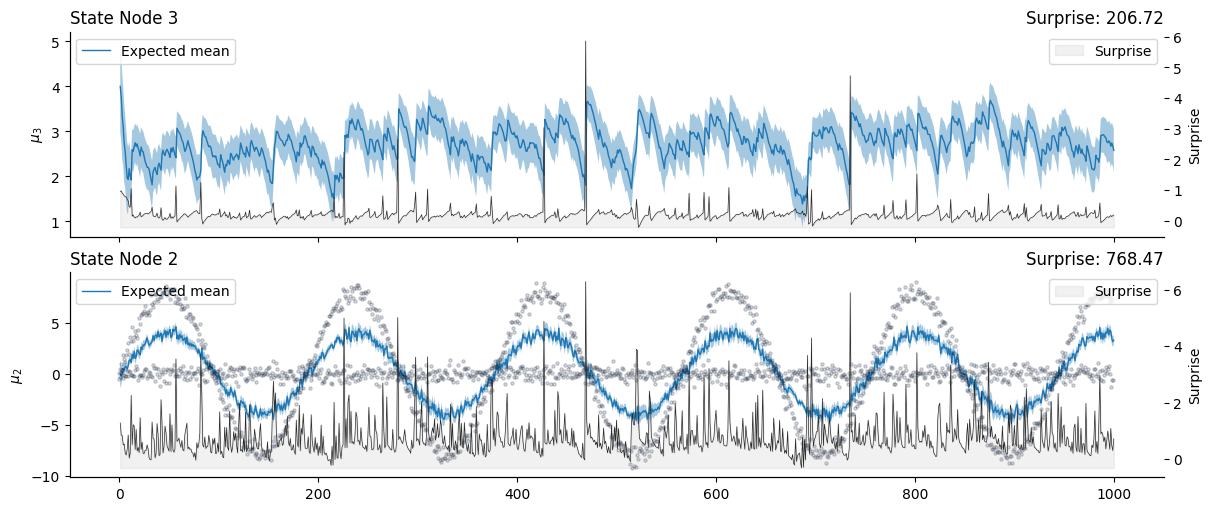 State Node 3
Surprise: 206.72
Expected mean
Surprise
5
4
3
2
1
μ3
6
5
4
3
2
1
0
Surprise
State Node 2
Surprise: 768.47
Expected mean
Surprise
5
0
−5
−10
μ2
6
4
2
0
Surprise
0
200
400
600
800
1000